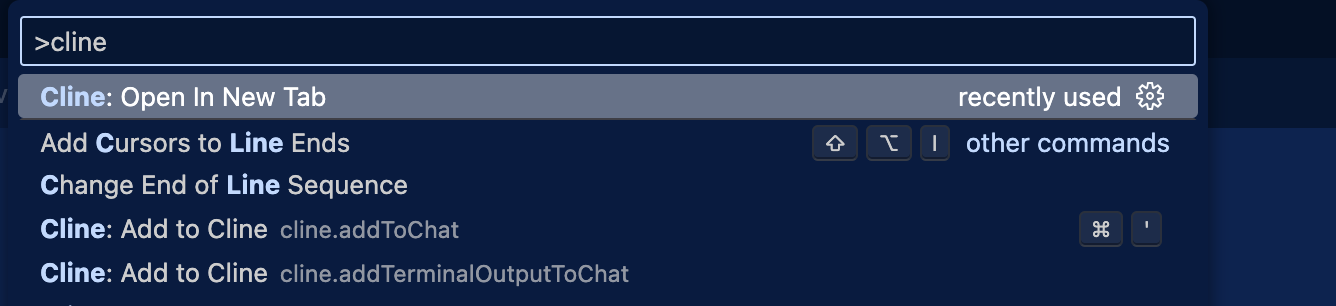 >cline
Cline: Open In New Tab recently used
Add Cursors to Line Ends ⇧ ⌥ I other commands
Change End of Line Sequence
Cline: Add to Cline cline.addToChat ⌘ '
Cline: Add to Cline cline.addTerminalOutputToChat